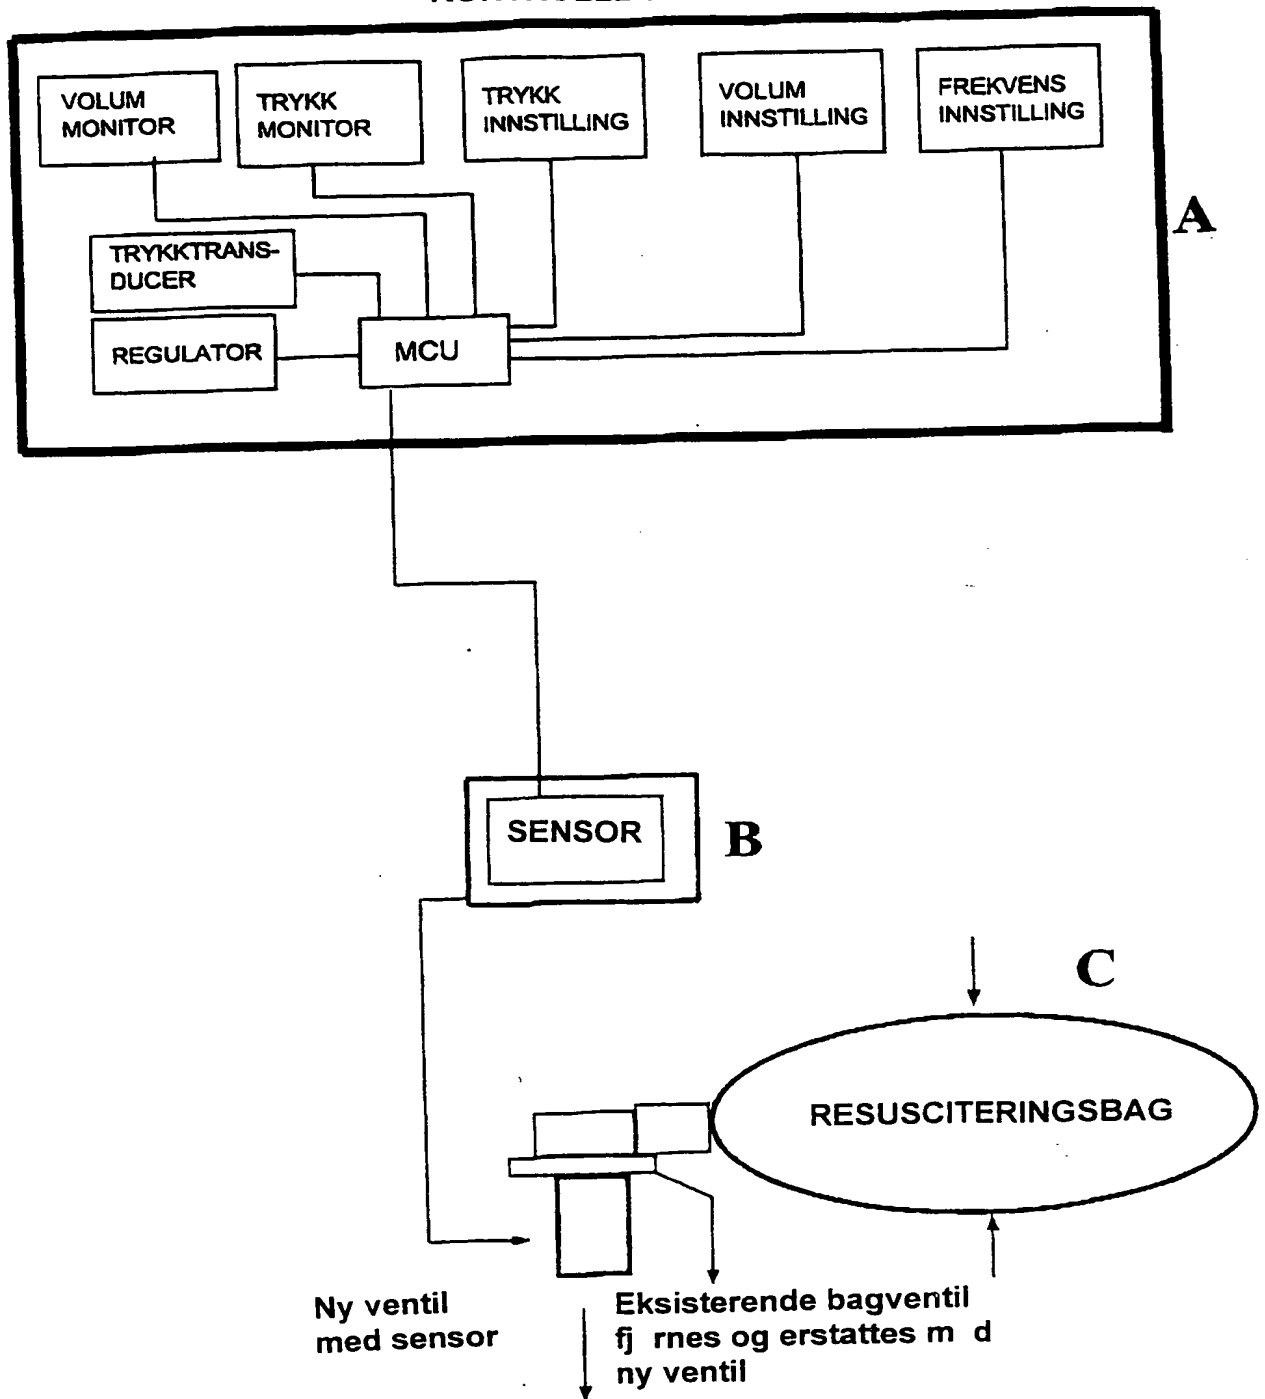 VOLUM
MONITOR
TRYKK
MONITOR
TRYKK
INNSTILLING
VOLUM
INNSTILLING
FREKVENS
INNSTILLING
A
TRYKKTRANS-
DUCER
REGULATOR
MCU
SENSOR
B
C
RESUSCITERINGSBAG
Ny ventil
med sensor
Eksisterende bagventil
fj rnes og erstattes m d
ny ventil